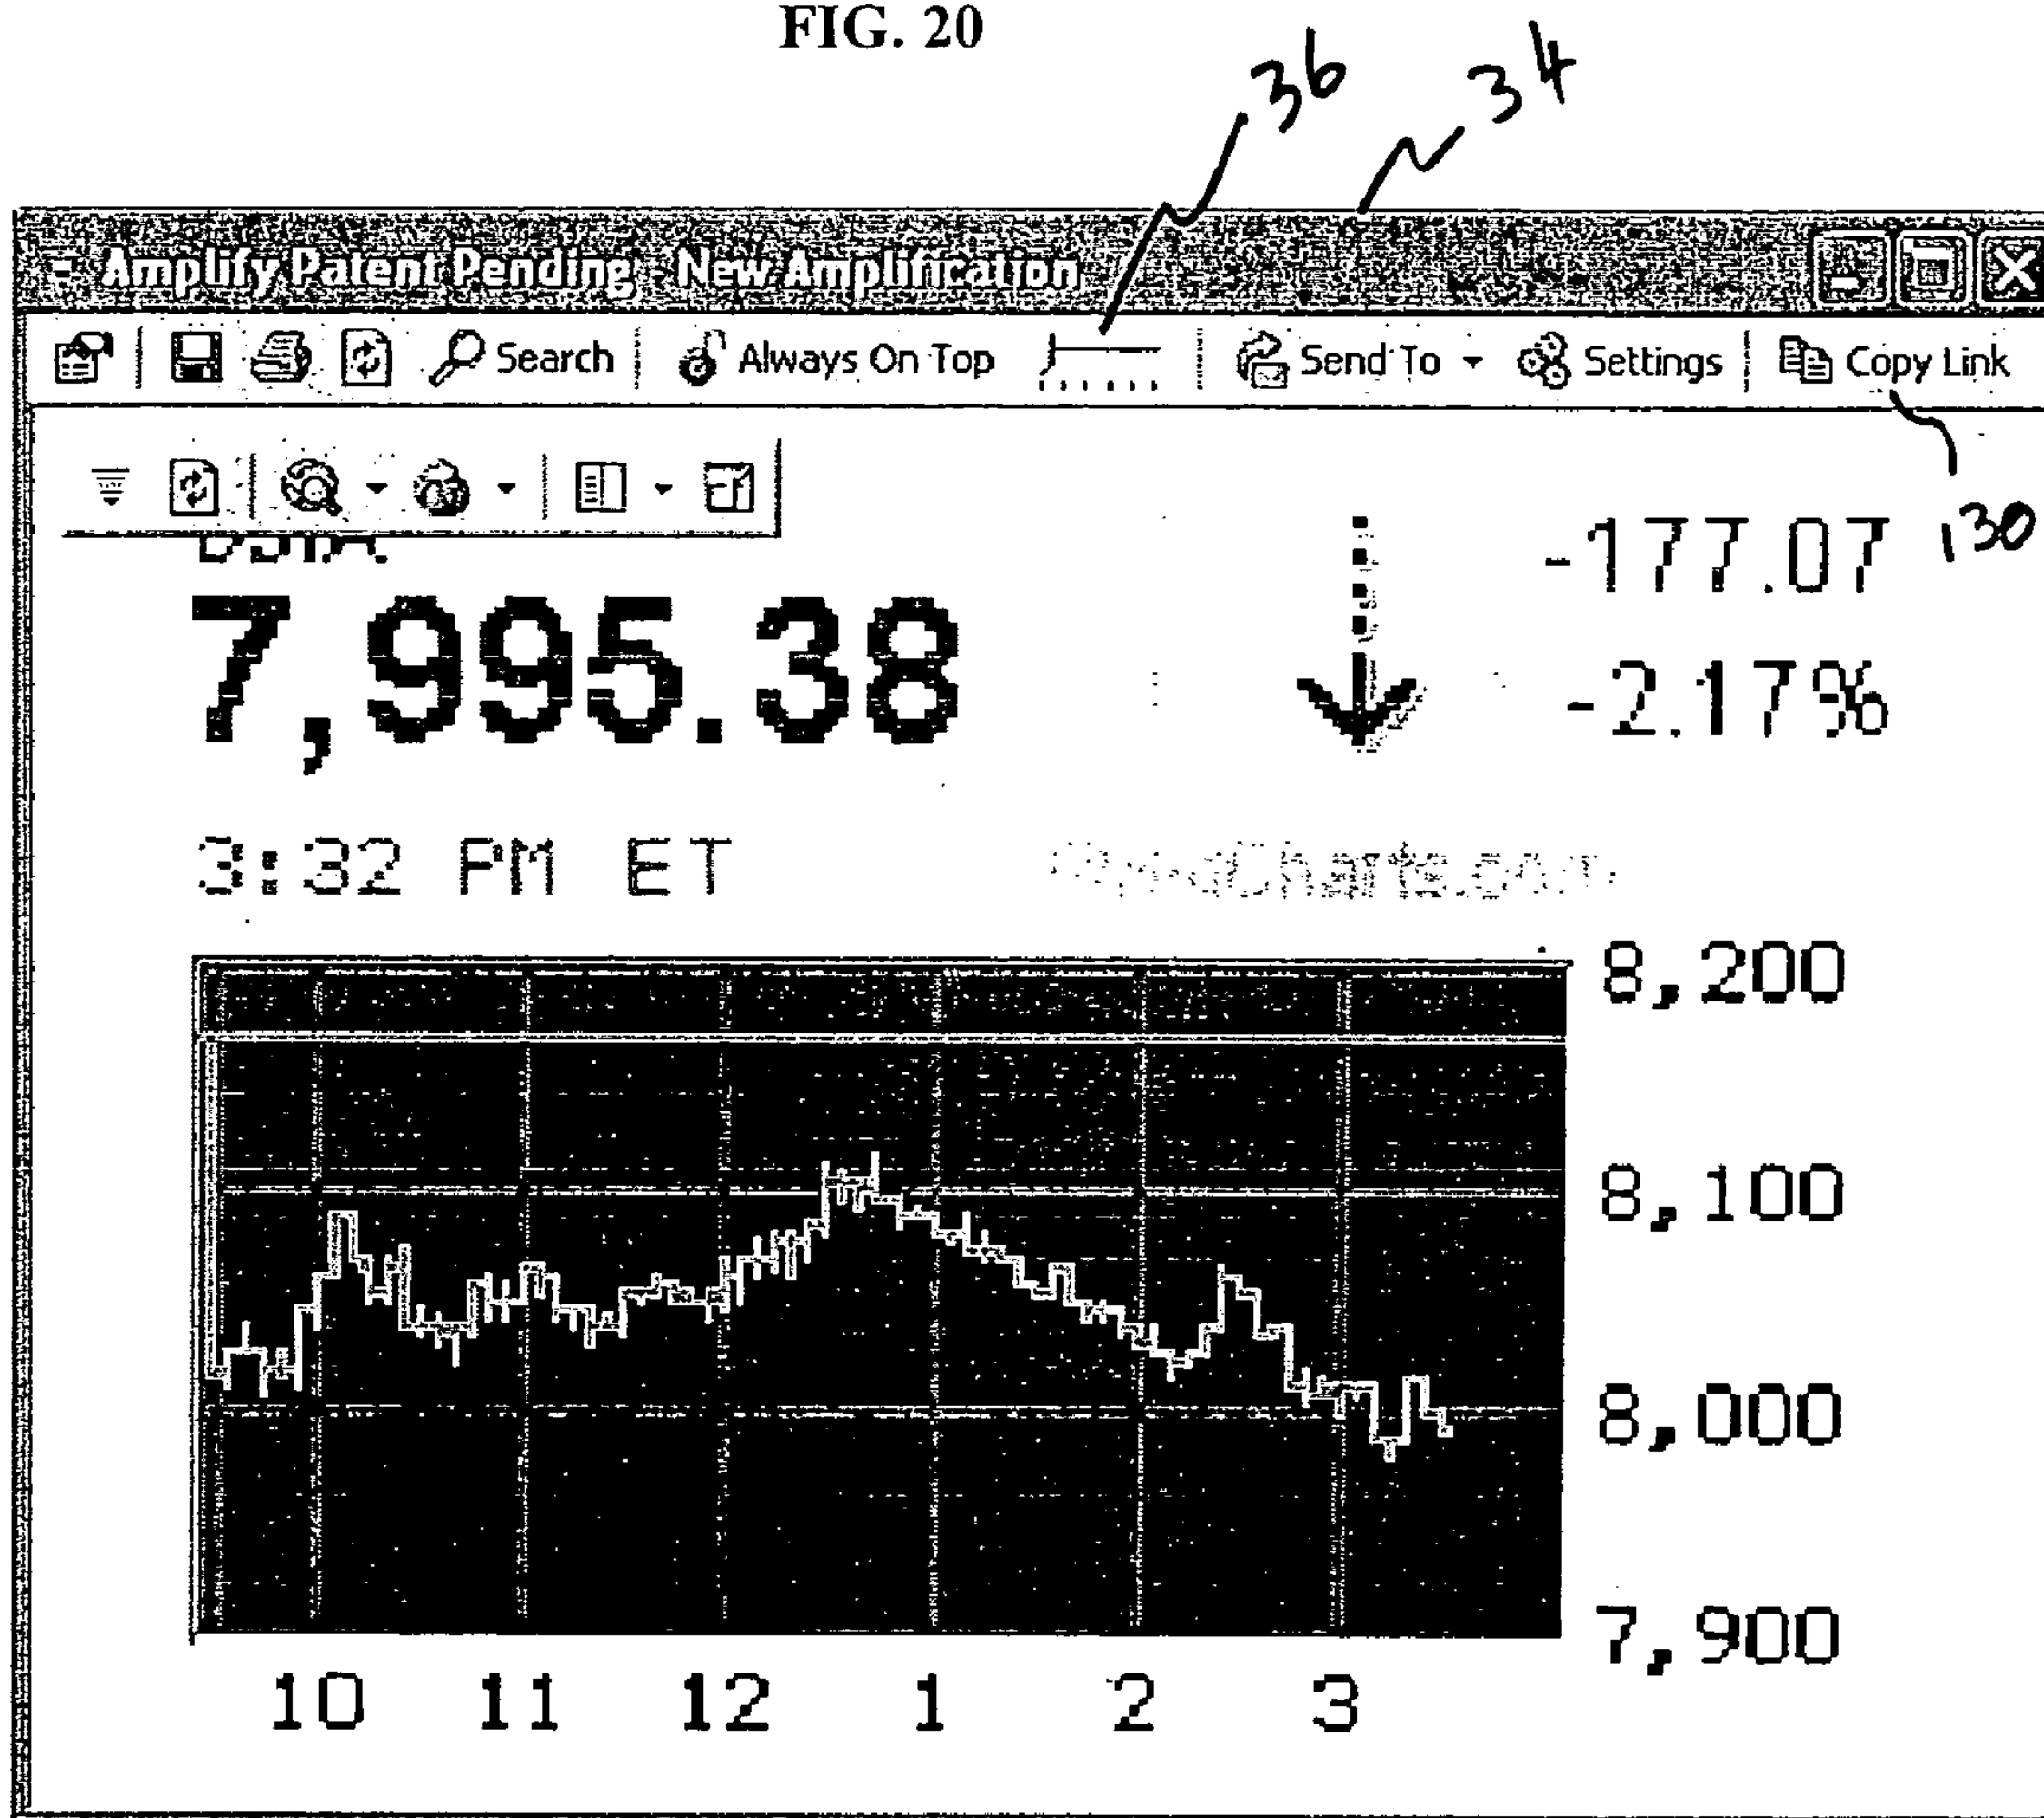 FIG. 20
36
34
Amplify Patent Pending - New Amplification
Search Always On Top Send To Settings Copy Link
130
-177.07
7,995.38
-2.17%
3:32 PM ET
8,200
8,100
8,000
7,900
10 11 12 1 2 3